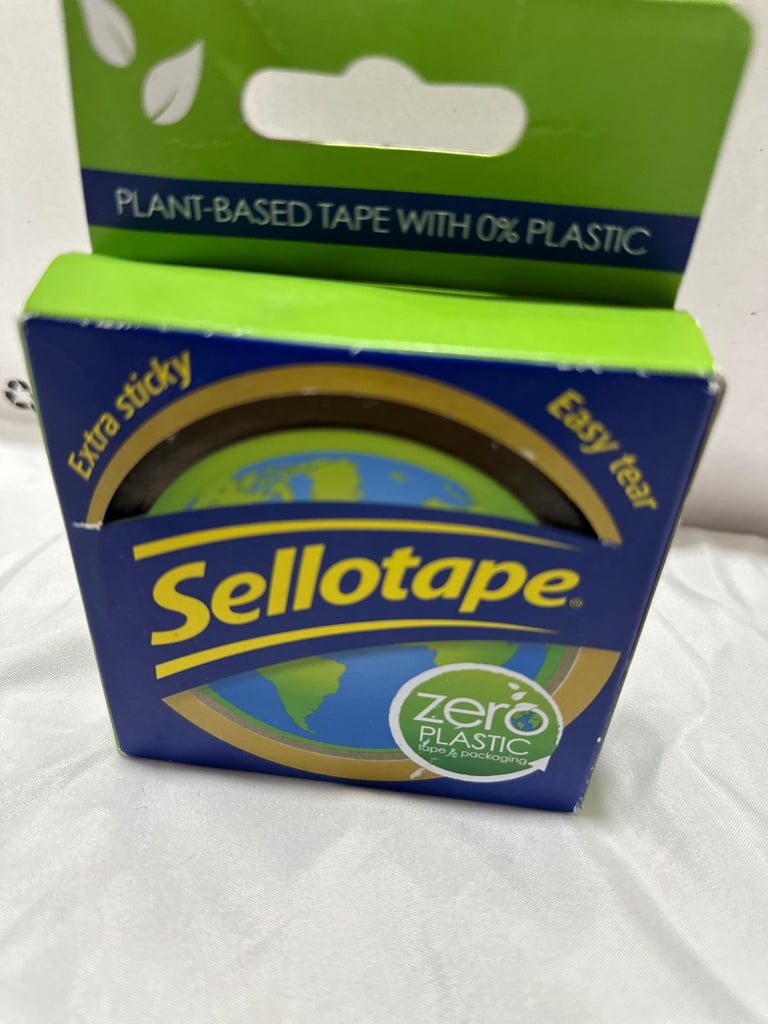 PLANT-BASED TAPE WITH 0% PLASTIC
Extra sticky
Easy tear
Sellotape®
zero
PLASTIC
tape & packaging